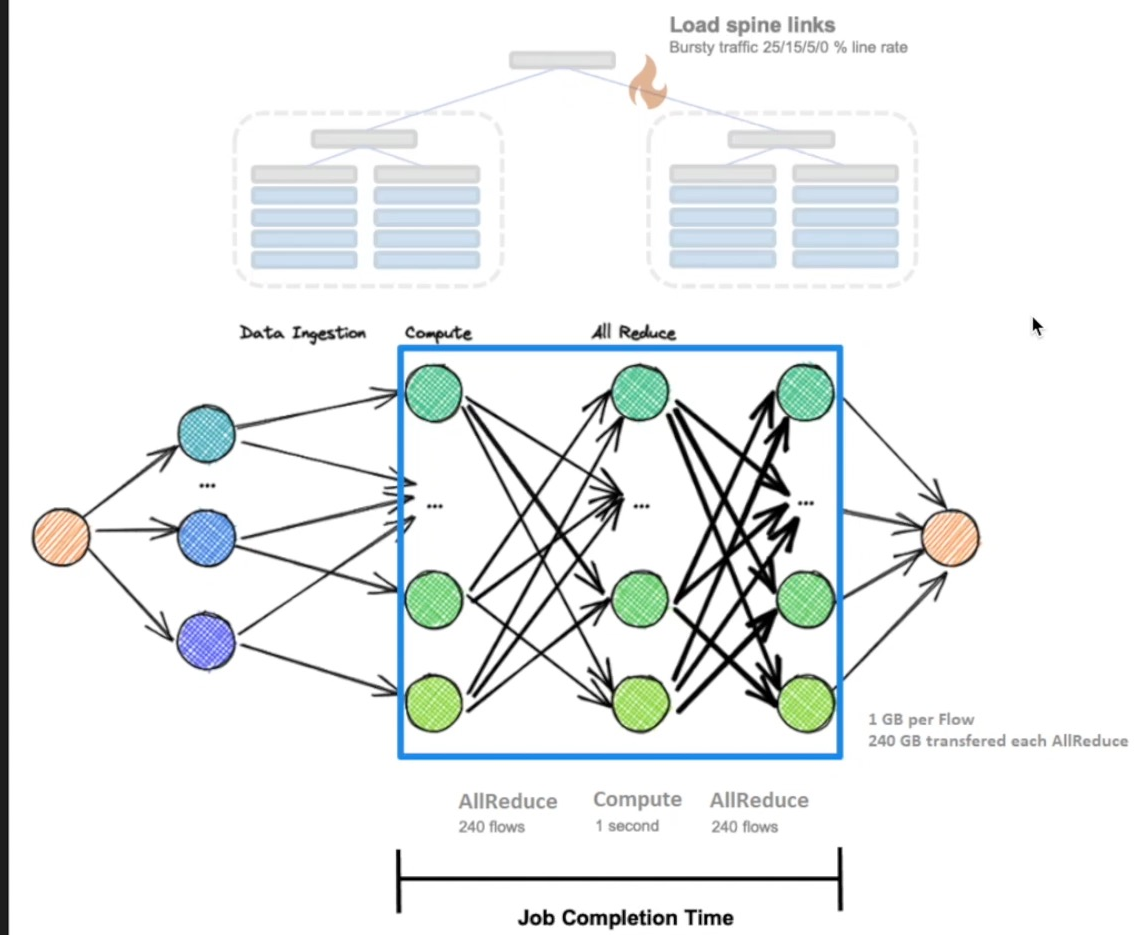 Load spine links
Bursty traffic 25/15/5/0 % line rate
Data Ingestion
Compute
All Reduce
...
...
...
...
1 GB per Flow
240 GB transfered each AllReduce
AllReduce
240 flows
Compute
1 second
AllReduce
240 flows
Job Completion Time